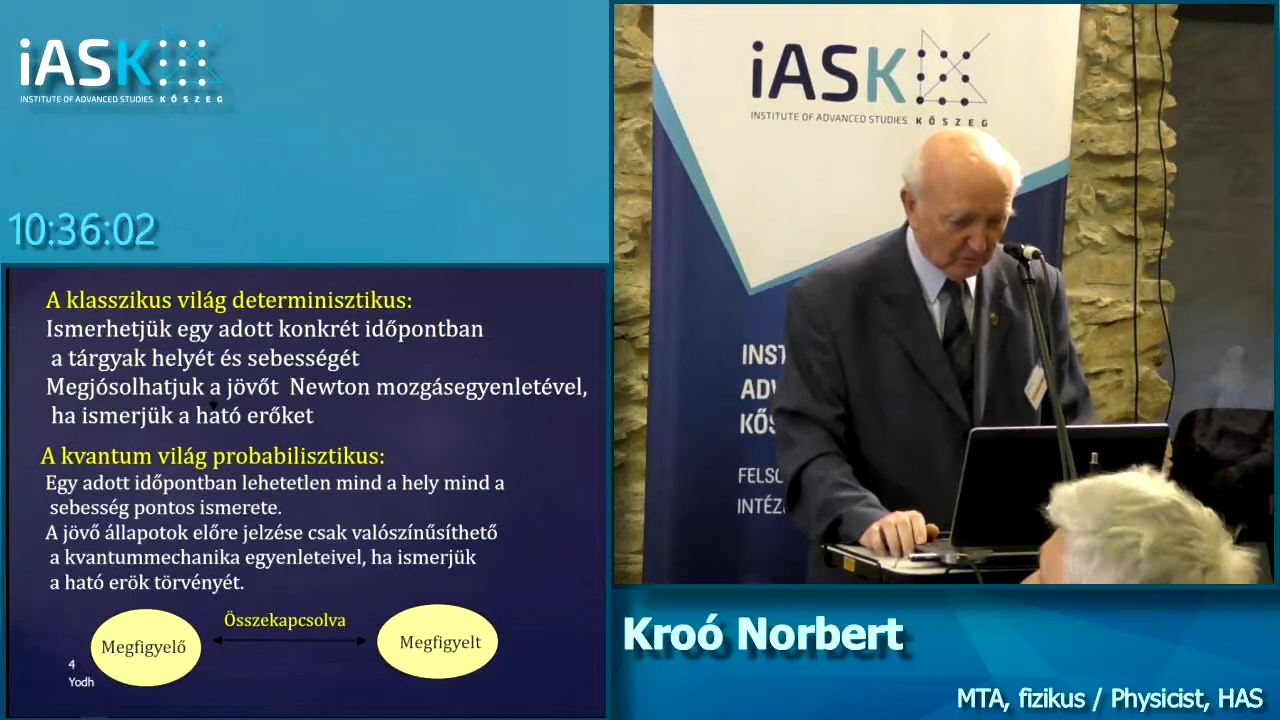 iASK
INSTITUTE OF ADVANCED STUDIES KŐSZEG
10:36:02
A klasszikus világ determinisztikus:
Ismerhetjük egy adott konkrét időpontban
a tárgyak helyét és sebességét
Megjósolhatjuk a jövőt Newton mozgásegyenletével,
ha ismerjük a ható erőket
A kvantum világ probabilisztikus:
Egy adott időpontban lehetetlen mind a hely mind a
sebesség pontos ismerete.
A jövő állapotok előre jelzése csak valószínűsíthető
a kvantummechanika egyenleteivel, ha ismerjük
a ható erök törvényét.
Megfigyelő
Összekapcsolva
Megfigyelt
4
Yodh
iASK
INSTITUTE OF ADVANCED STUDIES KŐSZEG
INST
ADV
KŐS
FELSO
INTÉZ
Kroó Norbert
MTA, fizikus / Physicist, HAS